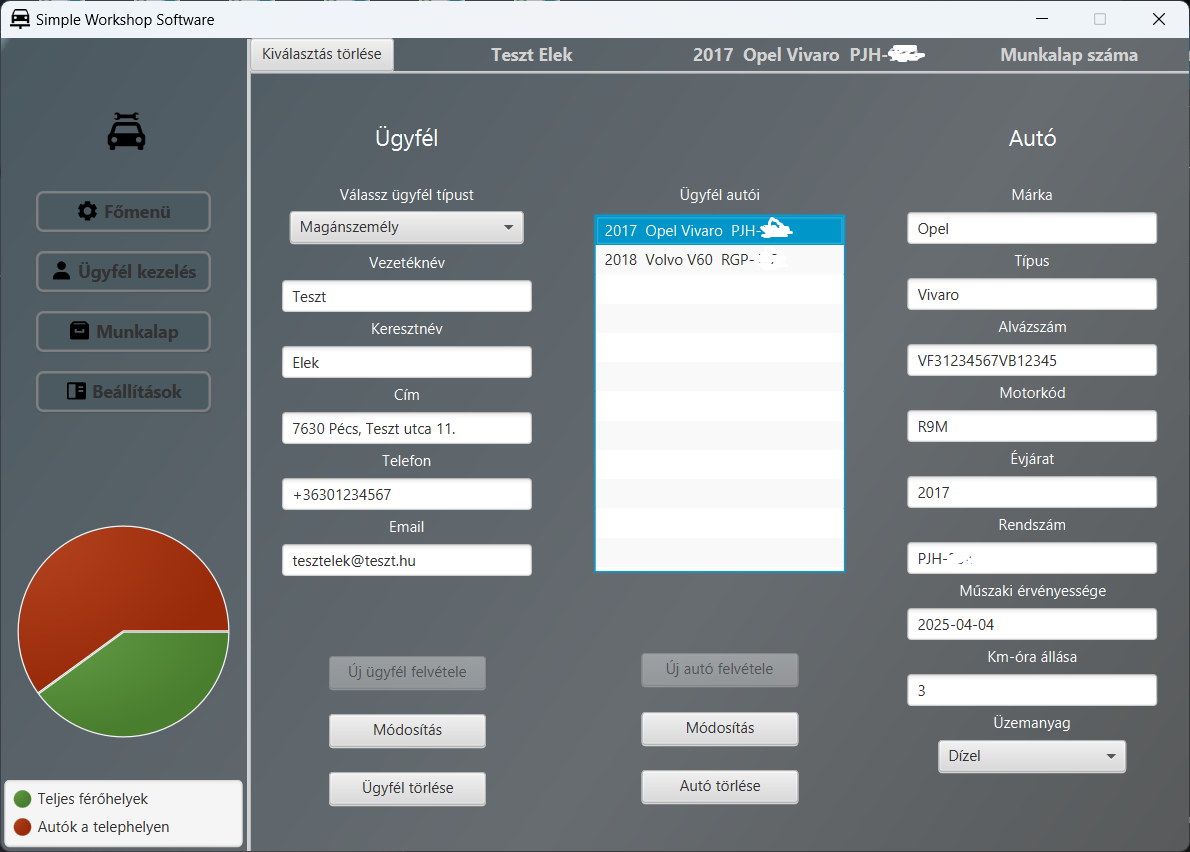 Simple Workshop Software
Kiválasztás törlése
Teszt Elek
2017 Opel Vivaro PJH-
Munkalap száma
Főmenü
Ügyfél kezelés
Munkalap
Beállítások
Teljes férőhelyek
Autók a telephelyen
Ügyfél
Válassz ügyfél típust
Magánszemély
Vezetéknév
Teszt
Keresztnév
Elek
Cím
7630 Pécs, Teszt utca 11.
Telefon
+36301234567
Email
tesztelek@teszt.hu
Új ügyfél felvétele
Módosítás
Ügyfél törlése
Ügyfél autói
2017 Opel Vivaro PJH-
2018 Volvo V60 RGP-
Új autó felvétele
Módosítás
Autó törlése
Autó
Márka
Opel
Típus
Vivaro
Alvázszám
VF31234567VB12345
Motorkód
R9M
Évjárat
2017
Rendszám
PJH-
Műszaki érvényessége
2025-04-04
Km-óra állása
3
Üzemanyag
Dízel